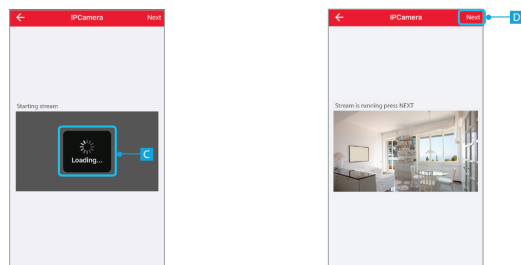 IPCamera Next
Starting stream
Loading...
C
IPCamera Next
D
Stream is running press NEXT